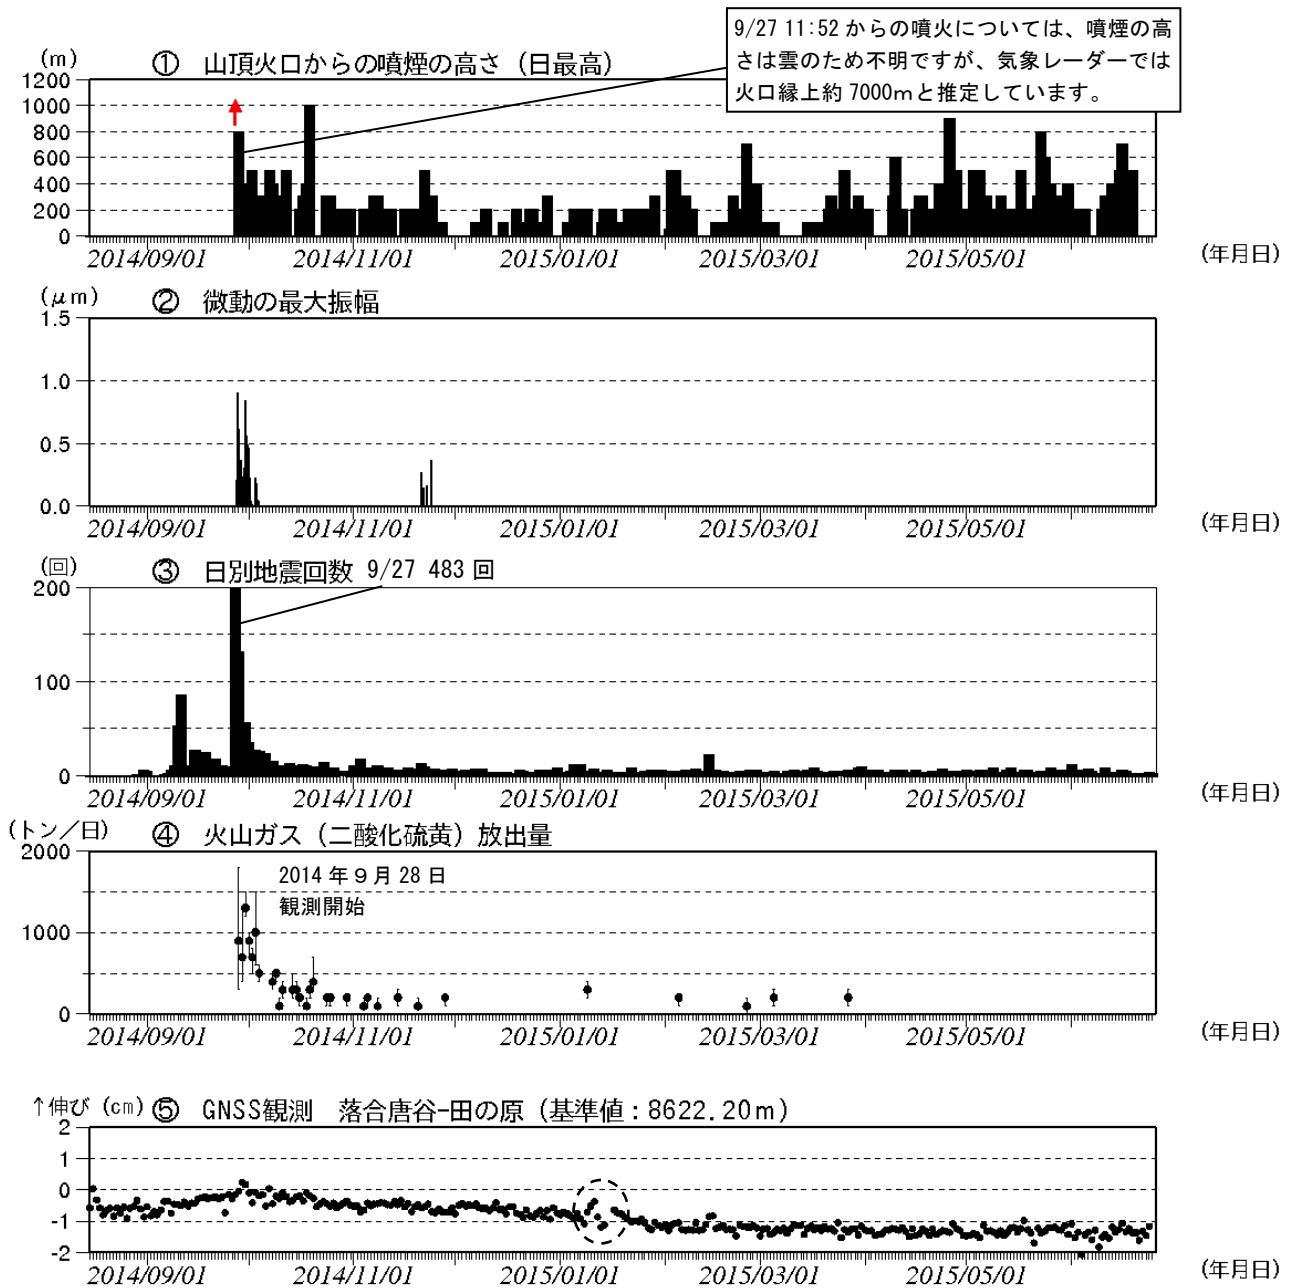 9/27 11:52 からの噴火については、噴煙の高
さは雲のため不明ですが、気象レーダーでは
火口縁上約 7000mと推定しています。
(m) ① 山頂火口からの噴煙の高さ (日最高)
1200
1000
800
600
400
200
0
2014/09/01 2014/11/01 2015/01/01 2015/03/01 2015/05/01 (年月日)
(μm) ② 微動の最大振幅
1.5
1.0
0.5
0.0
2014/09/01 2014/11/01 2015/01/01 2015/03/01 2015/05/01 (年月日)
(回) ③ 日別地震回数 9/27 483 回
200
100
0
2014/09/01 2014/11/01 2015/01/01 2015/03/01 2015/05/01 (年月日)
(トン/日) ④ 火山ガス (二酸化硫黄) 放出量
2000
2014 年 9 月 28 日
観測開始
1000
0
2014/09/01 2014/11/01 2015/01/01 2015/03/01 2015/05/01 (年月日)
↑伸び (cm) ⑤ GNSS観測 落合唐谷-田の原 (基準値:8622.20m)
2
1
0
-1
-2
2014/09/01 2014/11/01 2015/01/01 2015/03/01 2015/05/01 (年月日)